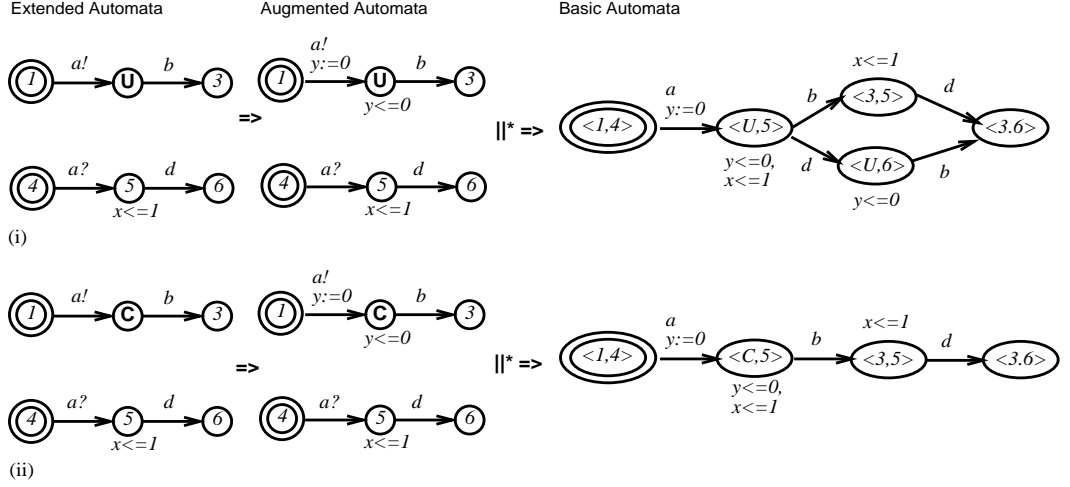 Extended Automata
Augmented Automata
Basic Automata
1
a!
U
b
3
=>
4
a?
5
d
6
x<=1
(i)
a!
y:=0
1
U
b
3
y<=0
4
a?
5
d
6
x<=1
||* =>
<1,4>
a
y:=0
<U,5>
y<=0,
x<=1
b
d
x<=1
<3,5>
d
<U,6>
y<=0
b
<3.6>
1
a!
C
b
3
=>
4
a?
5
d
6
x<=1
(ii)
a!
y:=0
1
C
b
3
y<=0
4
a?
5
d
6
x<=1
||* =>
<1,4>
a
y:=0
<C,5>
y<=0,
x<=1
b
x<=1
<3,5>
d
<3.6>